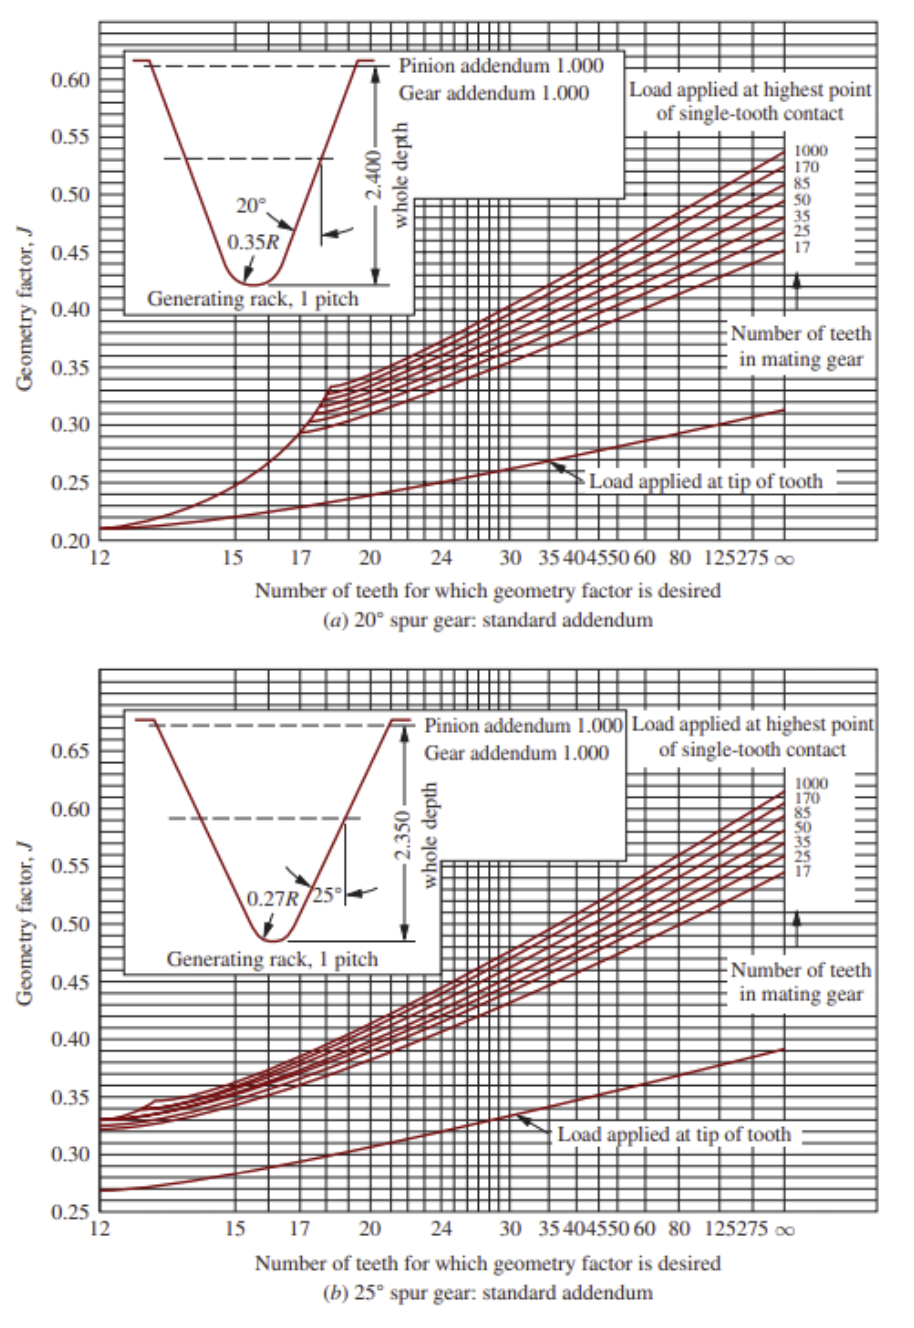 Pinion addendum 1.000
Gear addendum 1.000
Load applied at highest point
of single-tooth contact
0.60
0.55
0.50
0.45
0.40
0.35
0.30
0.25
0.20
Geometry factor, J
2.400
whole depth
20°
0.35R
Generating rack, 1 pitch
1000
170
85
50
35
25
17
Number of teeth
in mating gear
Load applied at tip of tooth
12 15 17 20 24 30 35 40 45 50 60 80 125 275 ∞
Number of teeth for which geometry factor is desired
(a) 20° spur gear: standard addendum
Pinion addendum 1.000
Gear addendum 1.000
Load applied at highest point
of single-tooth contact
0.65
0.60
0.55
0.50
0.45
0.40
0.35
0.30
0.25
Geometry factor, J
2.350
whole depth
0.27R
25°
Generating rack, 1 pitch
1000
170
85
50
35
25
17
Number of teeth
in mating gear
Load applied at tip of tooth
12 15 17 20 24 30 35 40 45 50 60 80 125 275 ∞
Number of teeth for which geometry factor is desired
(b) 25° spur gear: standard addendum